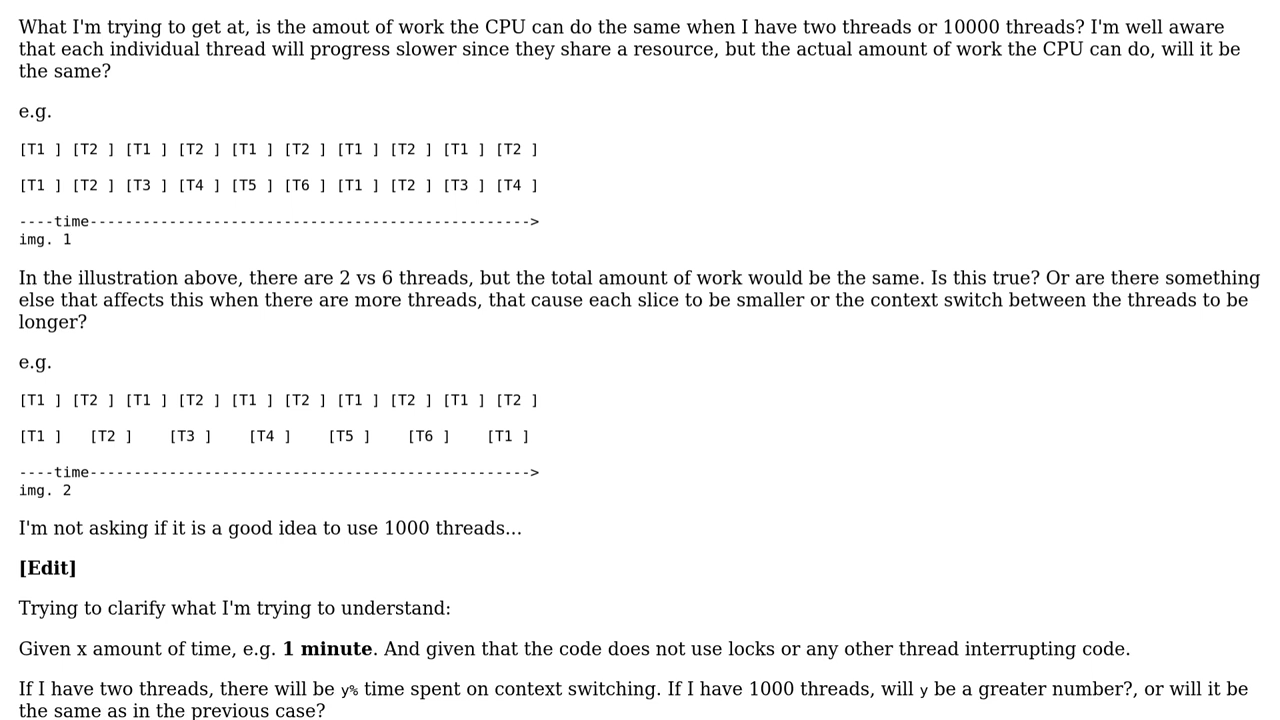 What I'm trying to get at, is the amout of work the CPU can do the same when I have two threads or 10000 threads? I'm well aware
that each individual thread will progress slower since they share a resource, but the actual amount of work the CPU can do, will it be
the same?
e.g.
[T1 ] [T2 ] [T1 ] [T2 ] [T1 ] [T2 ] [T1 ] [T2 ] [T1 ] [T2 ]
[T1 ] [T2 ] [T3 ] [T4 ] [T5 ] [T6 ] [T1 ] [T2 ] [T3 ] [T4 ]
----time-------------------------------------------------->
img. 1
In the illustration above, there are 2 vs 6 threads, but the total amount of work would be the same. Is this true? Or are there something
else that affects this when there are more threads, that cause each slice to be smaller or the context switch between the threads to be
longer?
e.g.
[T1 ] [T2 ] [T1 ] [T2 ] [T1 ] [T2 ] [T1 ] [T2 ] [T1 ] [T2 ]
[T1 ]   [T2 ]    [T3 ]    [T4 ]    [T5 ]    [T6 ]    [T1 ]
----time-------------------------------------------------->
img. 2
I'm not asking if it is a good idea to use 1000 threads...
[Edit]
Trying to clarify what I'm trying to understand:
Given x amount of time, e.g. 1 minute. And given that the code does not use locks or any other thread interrupting code.
If I have two threads, there will be y% time spent on context switching. If I have 1000 threads, will y be a greater number?, or will it be
the same as in the previous case?